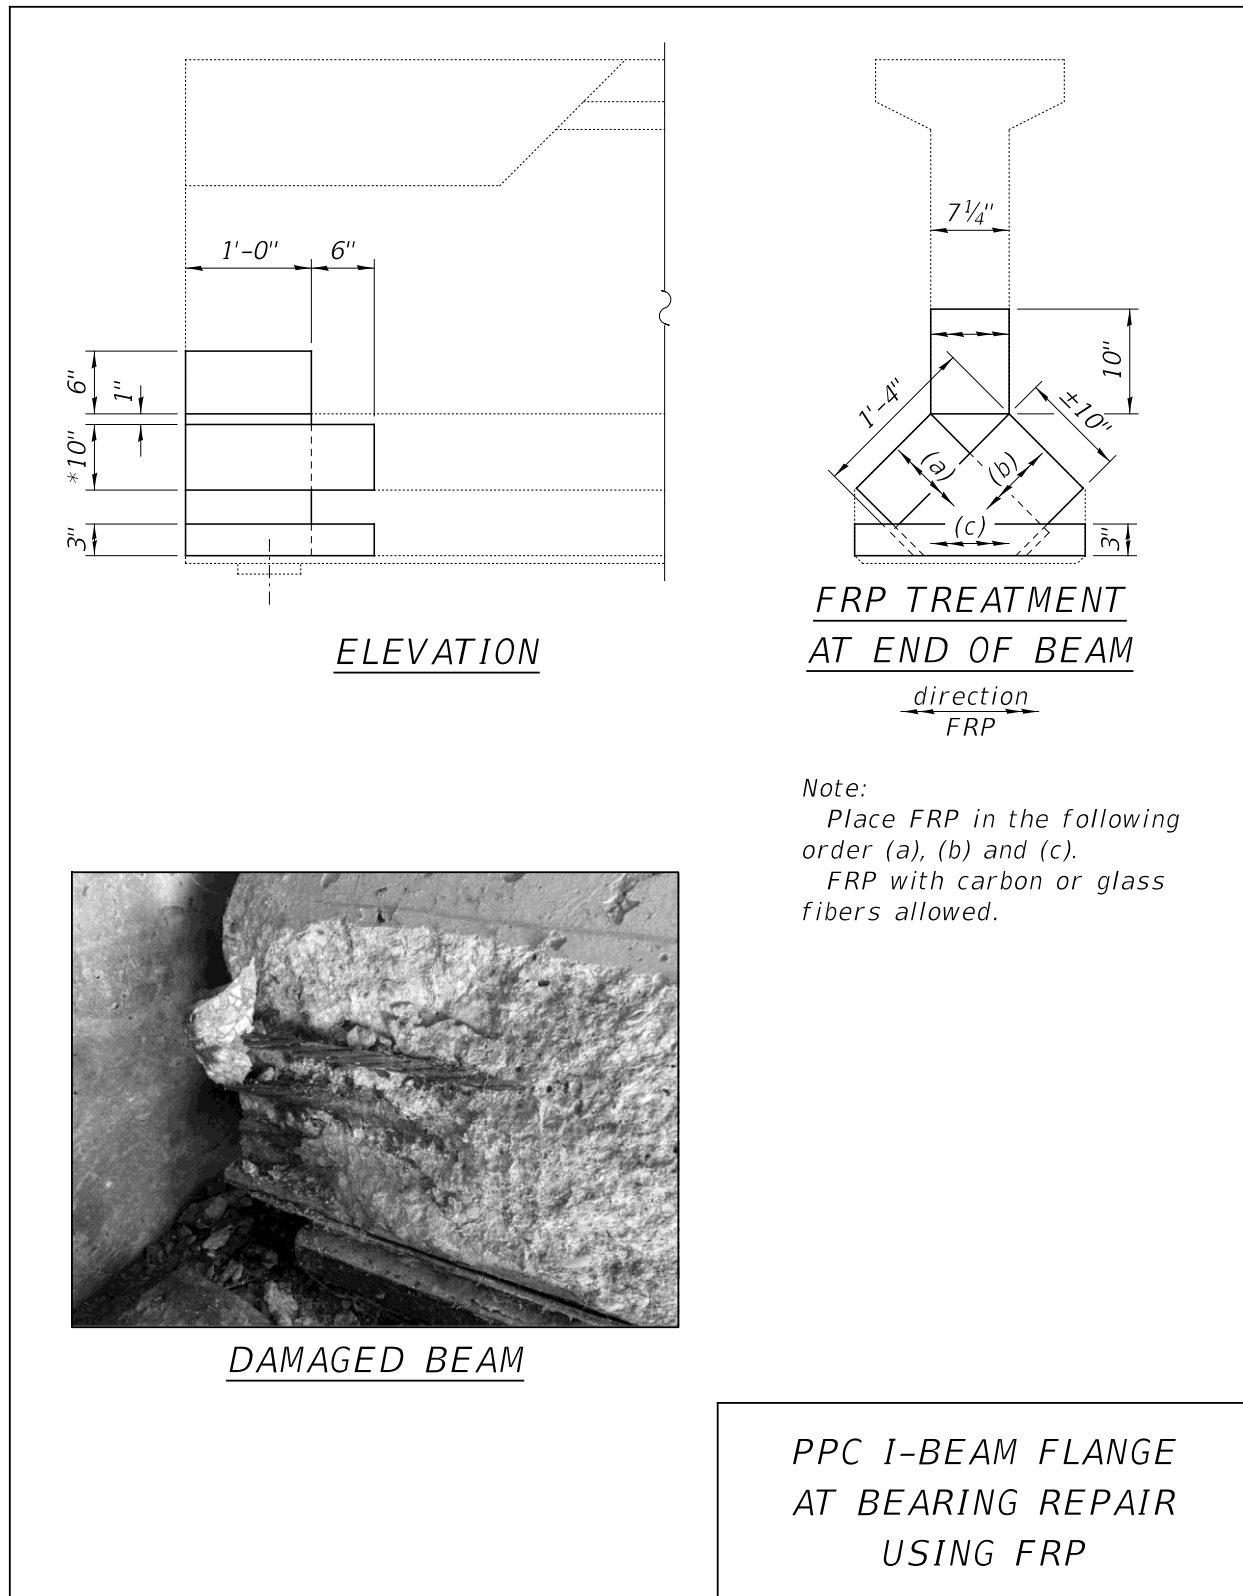 1'-0" 6"
6"
1"
*10"
3"
ELEVATION
7 1/4"
10"
1'-4"
±10"
(a)
(b)
(c)
3"
FRP TREATMENT
AT END OF BEAM
direction
FRP
Note:
Place FRP in the following
order (a), (b) and (c).
FRP with carbon or glass
fibers allowed.
DAMAGED BEAM
PPC I-BEAM FLANGE
AT BEARING REPAIR
USING FRP